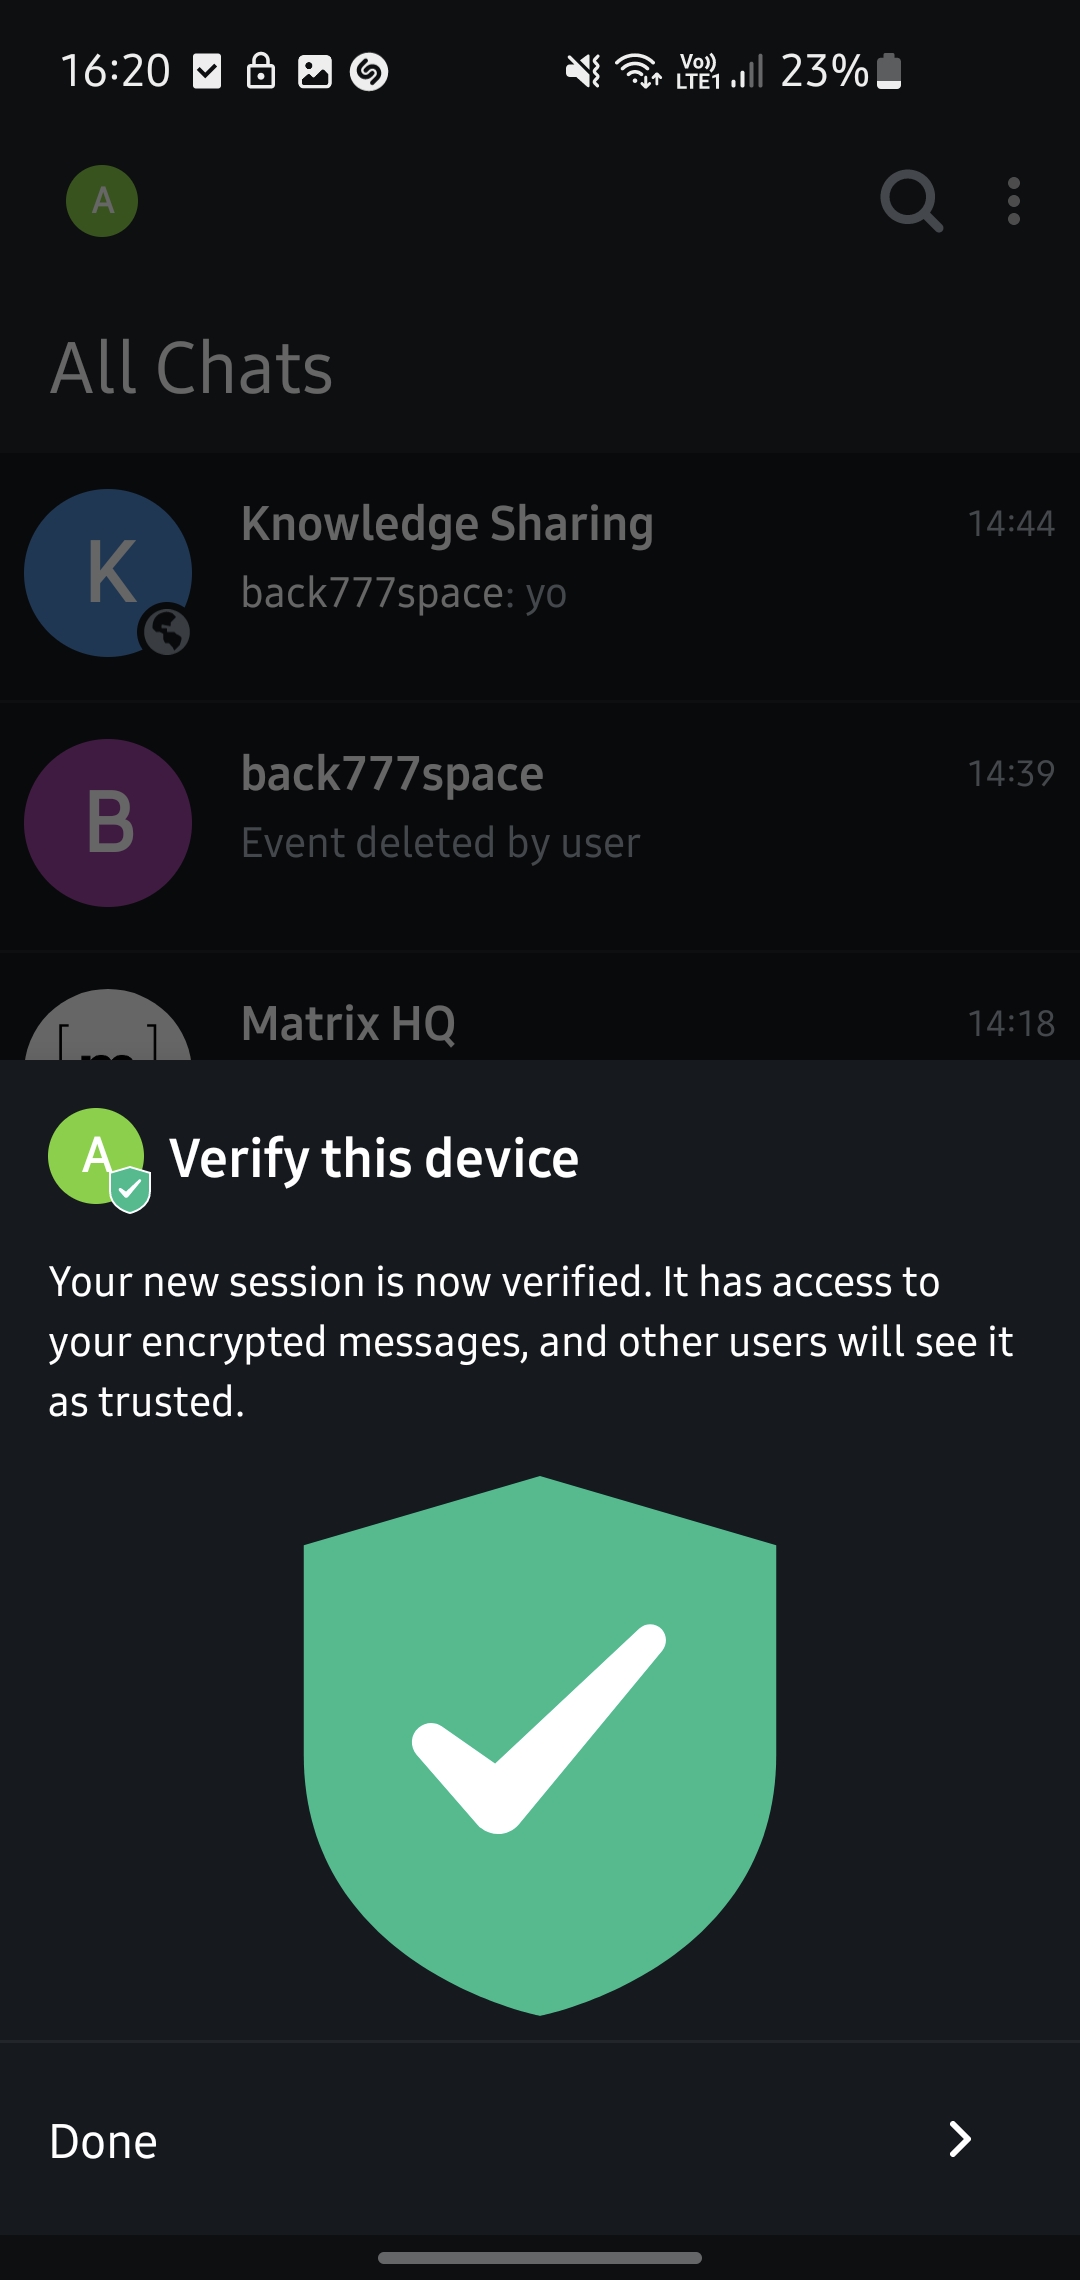 16:20 Vo)) LTE1 23%
A
All Chats
K
Knowledge Sharing 14:44
back777space: yo
B
back777space 14:39
Event deleted by user
[m]
Matrix HQ 14:18
A Verify this device
Your new session is now verified. It has access to
your encrypted messages, and other users will see it
as trusted.
Done